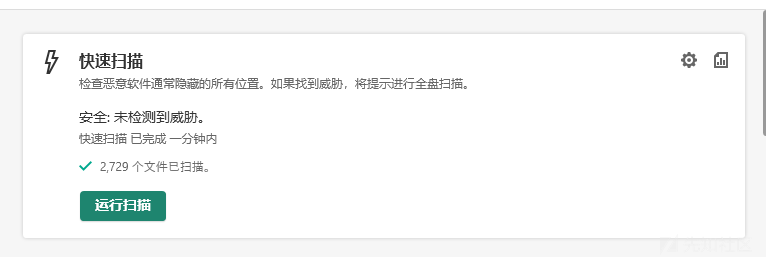 快速扫描
检查恶意软件通常隐藏的所有位置。如果找到威胁，将提示进行全盘扫描。
安全: 未检测到威胁。
快速扫描 已完成 一分钟内
2,729 个文件已扫描。
运行扫描